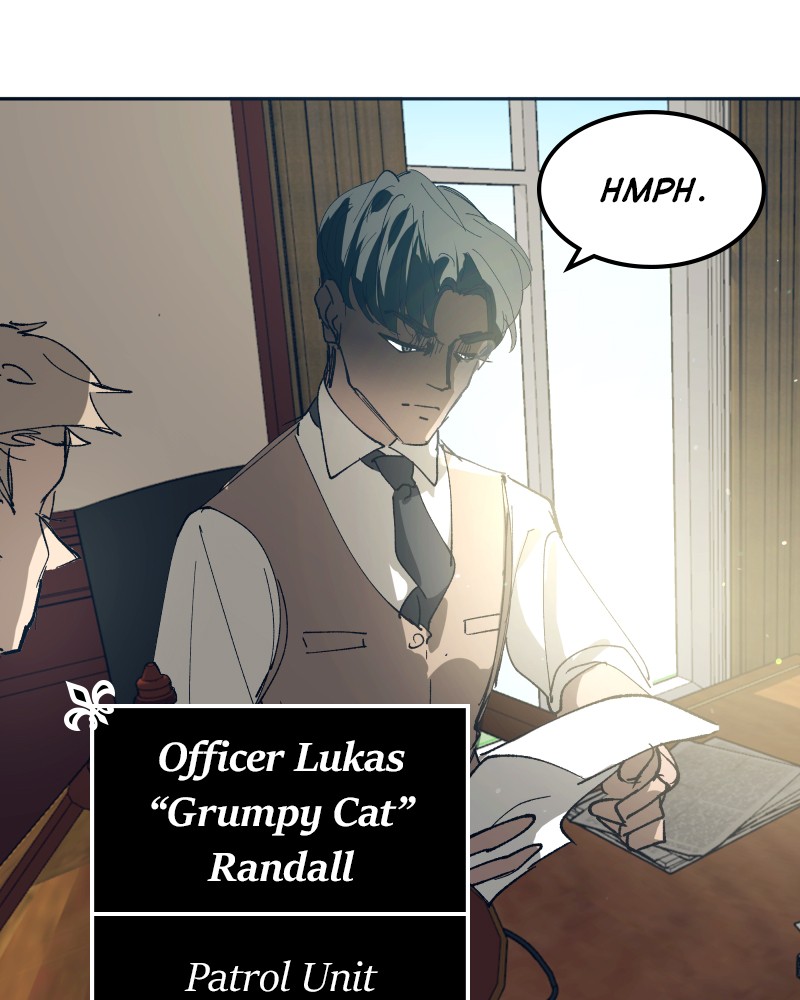 HMPH.
Officer Lukas
“Grumpy Cat”
Randall
Patrol Unit